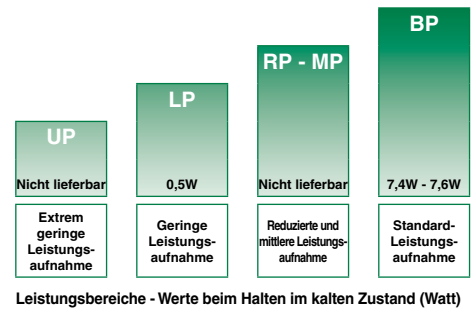 UP
Nicht lieferbar
Extrem
geringe
Leistungs-
aufnahme
LP
0,5W
Geringe
Leistungs-
aufnahme
RP - MP
Nicht lieferbar
Reduzierte und
mittlere Leistungs-
aufnahme
BP
7,4W - 7,6W
Standard-
Leistungs-
aufnahme
Leistungsbereiche - Werte beim Halten im kalten Zustand (Watt)